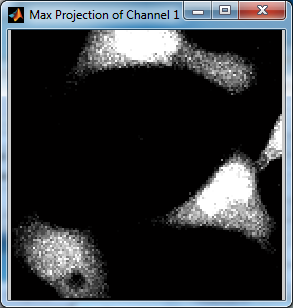 Max Projection of Channel 1